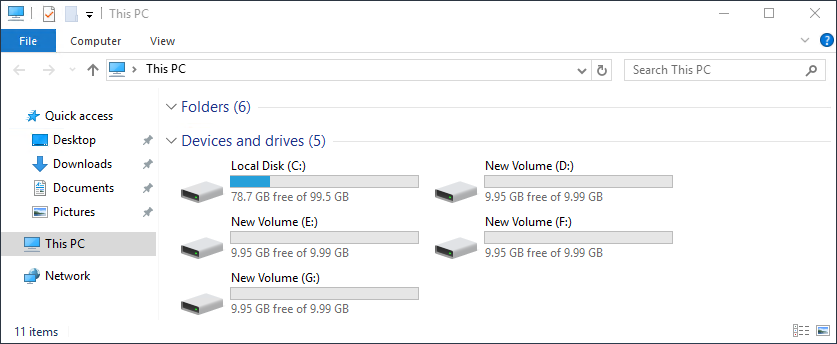 This PC
File Computer View
This PC
Search This PC
Quick access
Desktop
Downloads
Documents
Pictures
This PC
Network
Folders (6)
Devices and drives (5)
Local Disk (C:)
78.7 GB free of 99.5 GB
New Volume (D:)
9.95 GB free of 9.99 GB
New Volume (E:)
9.95 GB free of 9.99 GB
New Volume (F:)
9.95 GB free of 9.99 GB
New Volume (G:)
9.95 GB free of 9.99 GB
11 items